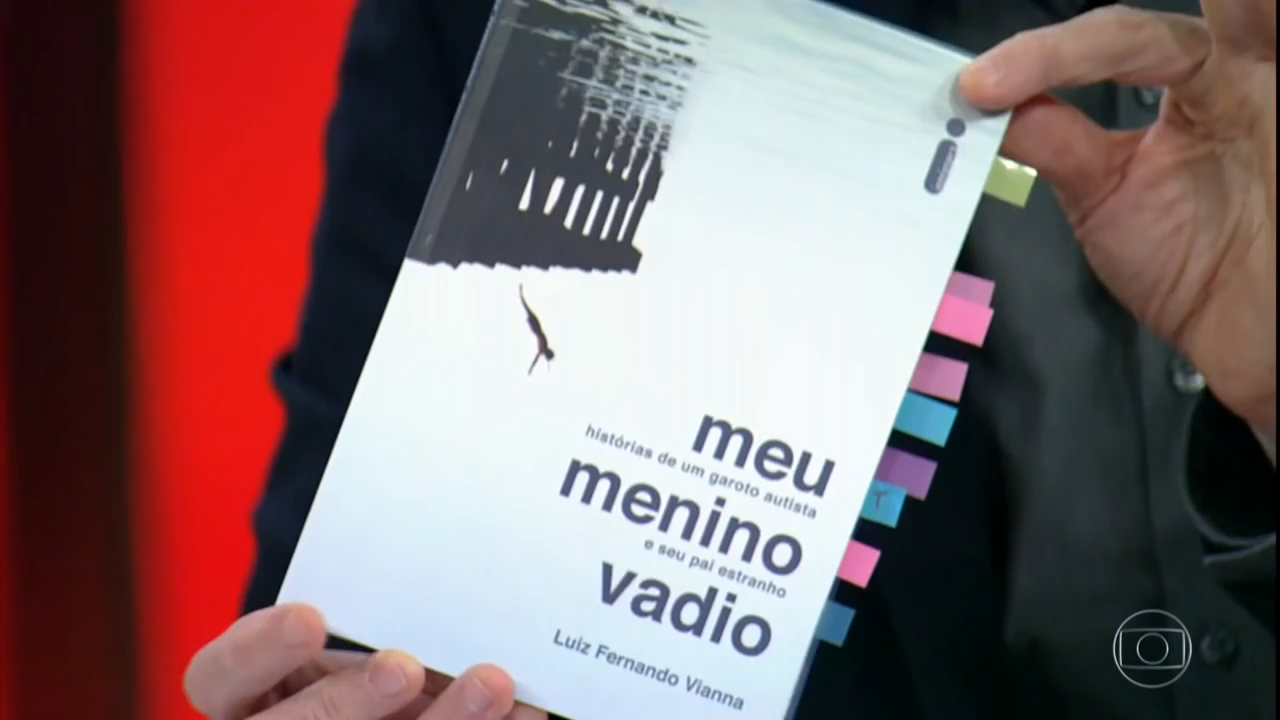 meu
histórias de um garoto autista
menino
e seu pai estranho
vadio
Luiz Fernando Vianna
T